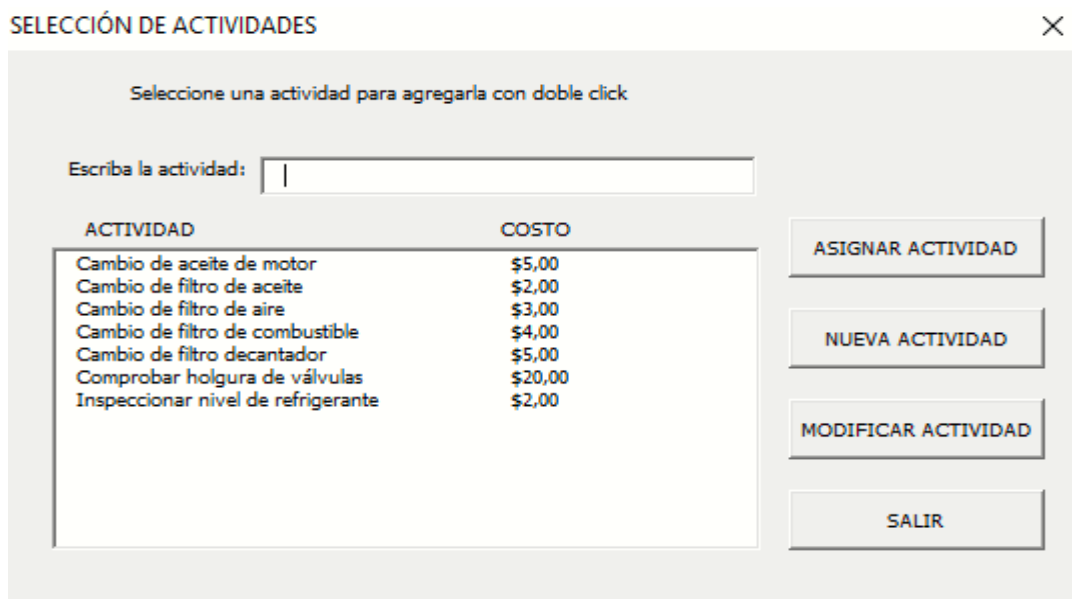 SELECCIÓN DE ACTIVIDADES
Seleccione una actividad para agregarla con doble click
Escriba la actividad:
ACTIVIDAD COSTO
Cambio de aceite de motor $5,00
Cambio de filtro de aceite $2,00
Cambio de filtro de aire $3,00
Cambio de filtro de combustible $4,00
Cambio de filtro decantador $5,00
Comprobar holgura de válvulas $20,00
Inspeccionar nivel de refrigerante $2,00
ASIGNAR ACTIVIDAD
NUEVA ACTIVIDAD
MODIFICAR ACTIVIDAD
SALIR